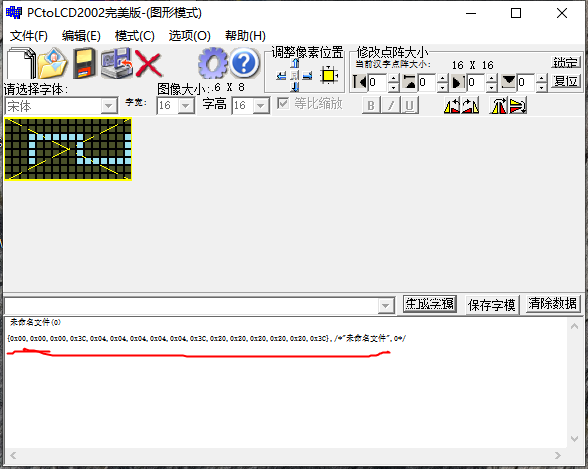 PCtoLCD2002完美版-(图形模式)
文件(F) 编辑(E) 模式(C) 选项(O) 帮助(H)
调整像素位置
修改点阵大小
当前汉字点阵大小: 16 X 16
锁定
0 0 0 0 复位
请选择字体: 图像大小: 6 X 8
宋体 字宽: 16 字高 16 等比缩放 B I U
生成字模 保存字模 清除数据
未命名文件(0)
{0x00,0x00,0x00,0x3C,0x04,0x04,0x04,0x04,0x04,0x3C,0x20,0x20,0x20,0x20,0x20,0x3C},/*"未命名文件",0*/